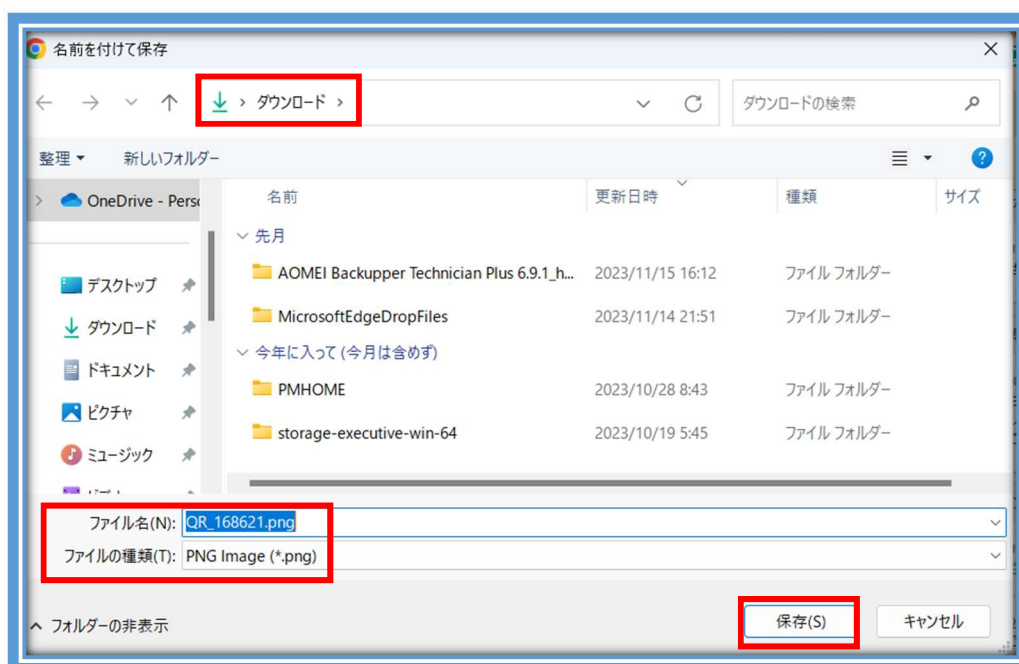 名前を付けて保存
ダウンロード
ダウンロードの検索
整理 新しいフォルダー
OneDrive - Perso
名前 更新日時 種類 サイズ
先月
AOMEI Backupper Technician Plus 6.9.1_h... 2023/11/15 16:12 ファイル フォルダー
デスクトップ
MicrosoftEdgeDropFiles 2023/11/14 21:51 ファイル フォルダー
ダウンロード
今年に入って (今月は含めず)
ドキュメント
PMHOME 2023/10/28 8:43 ファイル フォルダー
ピクチャ
storage-executive-win-64 2023/10/19 5:45 ファイル フォルダー
ミュージック
ファイル名(N): QR_168621.png
ファイルの種類(T): PNG Image (*.png)
フォルダーの非表示
保存(S) キャンセル